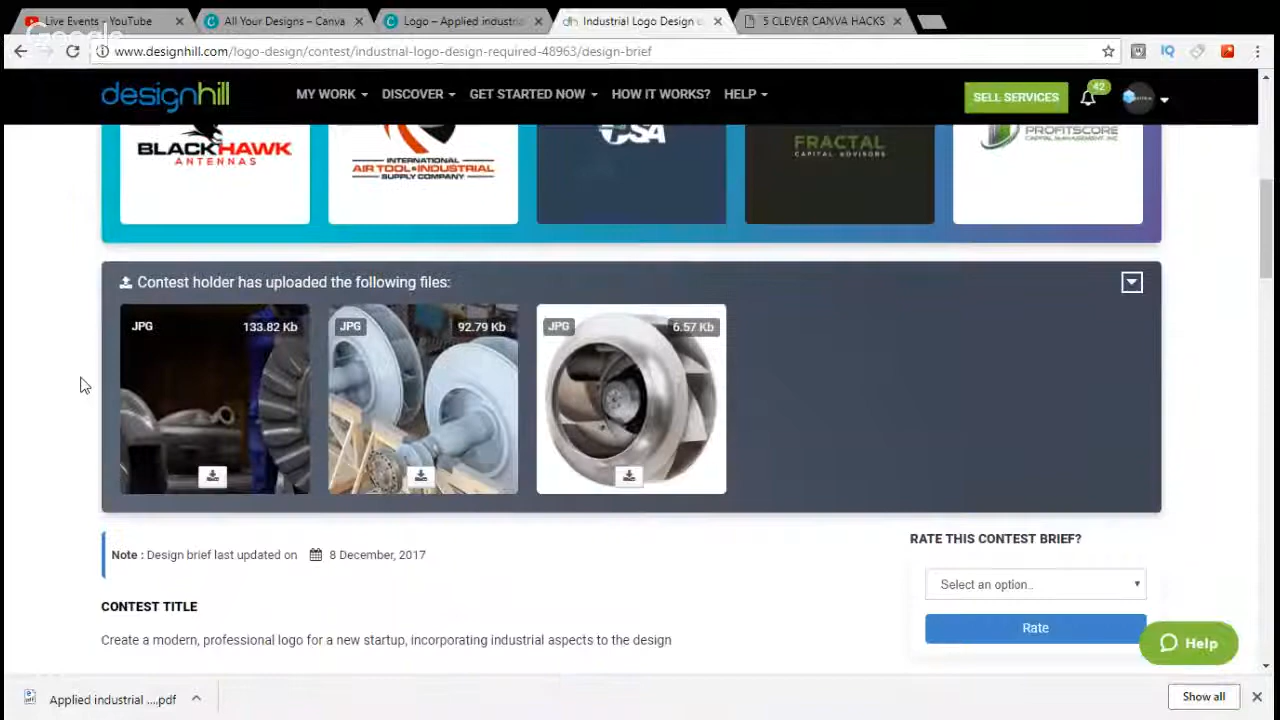 Live Events - YouTube
All Your Designs – Canva
Logo – Applied industri
Industrial Logo Design
5 CLEVER CANVA HACKS
Google
www.designhill.com/logo-design/contest/industrial-logo-design-required-48963/design-brief
IQ
designhill
MY WORK
DISCOVER
GET STARTED NOW
HOW IT WORKS?
HELP
SELL SERVICES
42
BLACKHAWK
ANTENNAS
INTERNATIONAL
AIR TOOL & INDUSTRIAL
SUPPLY COMPANY
FRACTAL
CAPITAL ADVISORS
PROFITSCORE
CAPITAL MANAGEMENT, INC.
Contest holder has uploaded the following files:
JPG 133.82 Kb
JPG 92.79 Kb
JPG 6.57 Kb
Note : Design brief last updated on 8 December, 2017
RATE THIS CONTEST BRIEF?
Select an option..
Rate
CONTEST TITLE
Create a modern, professional logo for a new startup, incorporating industrial aspects to the design
Help
Applied industrial ....pdf
Show all